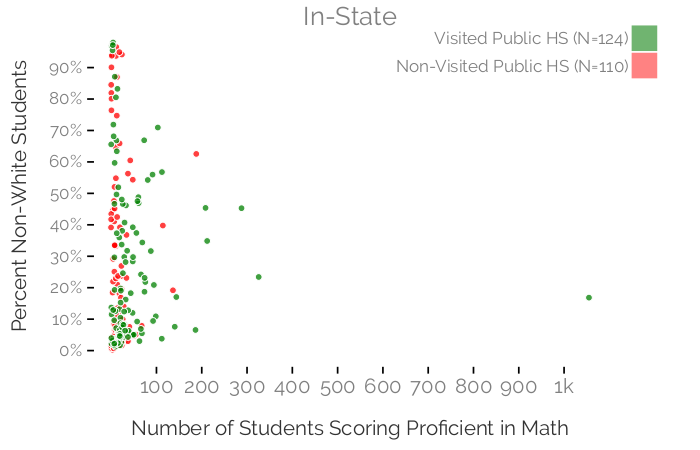 In-State
Visited Public HS (N=124)
Non-Visited Public HS (N=110)
Percent Non-White Students
90%
80%
70%
60%
50%
40%
30%
20%
10%
0%
100 200 300 400 500 600 700 800 900 1k
Number of Students Scoring Proficient in Math